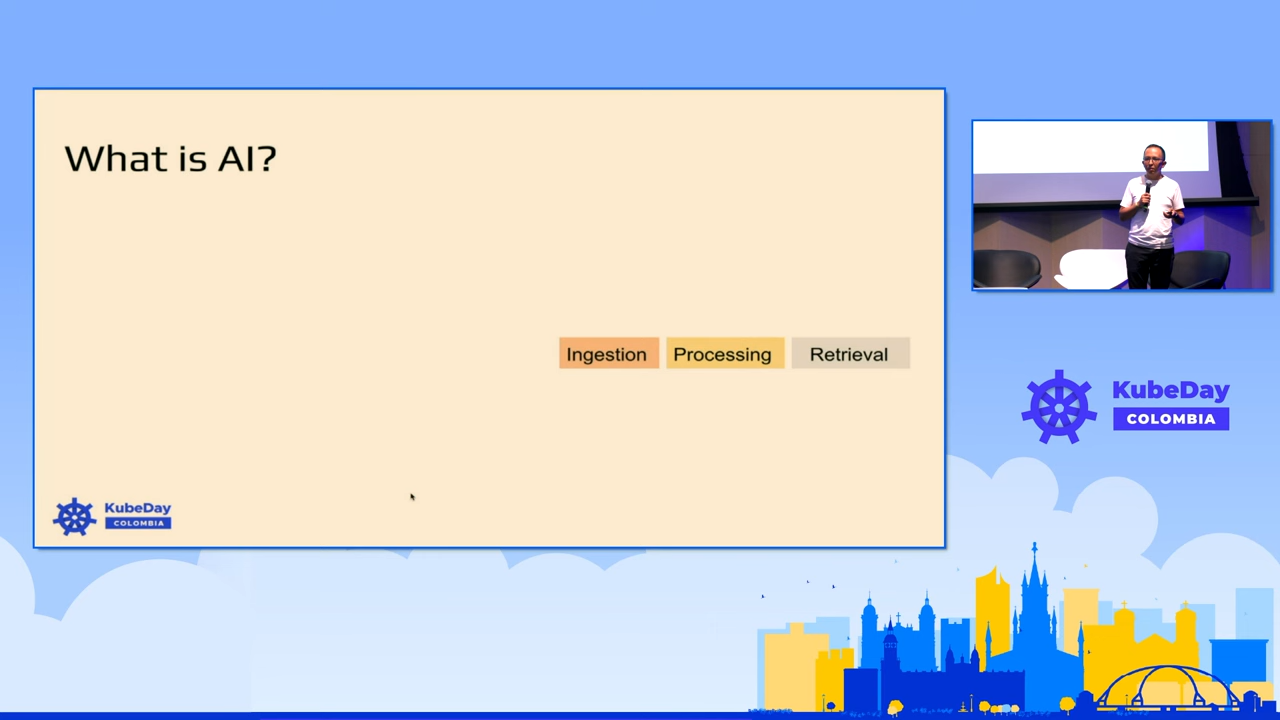 What is AI?
Ingestion Processing Retrieval
KubeDay
COLOMBIA
KubeDay
COLOMBIA